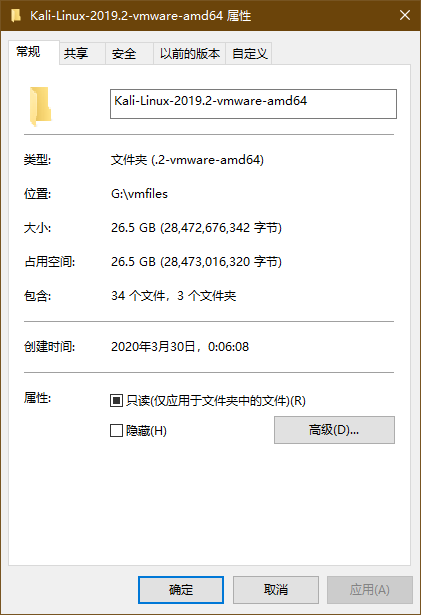 Kali-Linux-2019.2-vmware-amd64 属性
常规 共享 安全 以前的版本 自定义
Kali-Linux-2019.2-vmware-amd64
类型: 文件夹 (.2-vmware-amd64)
位置: G:\vmfiles
大小: 26.5 GB (28,472,676,342 字节)
占用空间: 26.5 GB (28,473,016,320 字节)
包含: 34 个文件，3 个文件夹
创建时间: 2020年3月30日，0:06:08
属性: 只读(仅应用于文件夹中的文件)(R)
隐藏(H) 高级(D)...
确定 取消 应用(A)